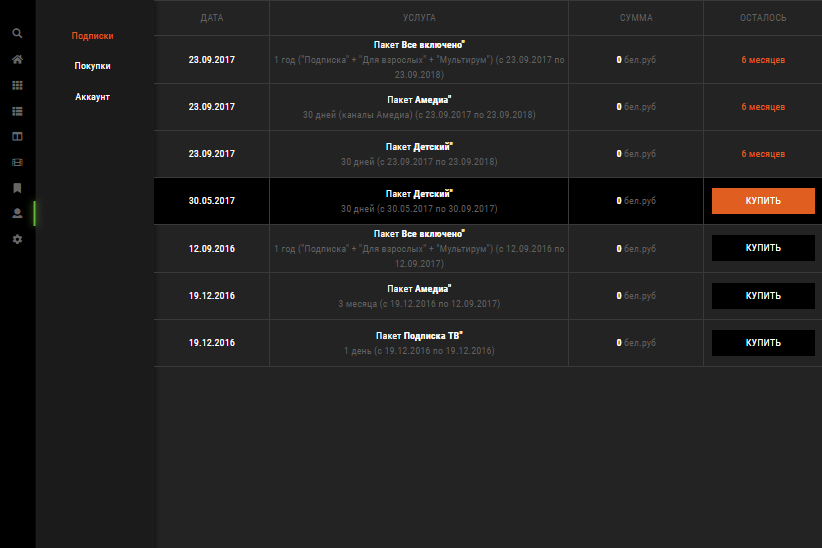 Подписки
Покупки
Аккаунт
ДАТА УСЛУГА СУММА ОСТАЛОСЬ
23.09.2017
Пакет Все включено"
1 год ("Подписка" + "Для взрослых" + "Мультирум") (с 23.09.2017 по
23.09.2018)
0 бел.руб
6 месяцев
23.09.2017
Пакет Амедиа"
30 дней (каналы Амедиа) (с 23.09.2017 по 23.09.2018)
0 бел.руб
6 месяцев
23.09.2017
Пакет Детский"
30 дней (с 23.09.2017 по 23.09.2018)
0 бел.руб
6 месяцев
30.05.2017
Пакет Детский"
30 дней (с 30.05.2017 по 30.09.2017)
0 бел.руб
КУПИТЬ
12.09.2016
Пакет Все включено"
1 год ("Подписка" + "Для взрослых" + "Мультирум") (с 12.09.2016 по
12.09.2017)
0 бел.руб
КУПИТЬ
19.12.2016
Пакет Амедиа"
3 месяца (с 19.12.2016 по 12.09.2017)
0 бел.руб
КУПИТЬ
19.12.2016
Пакет Подписка ТВ"
1 день (с 19.12.2016 по 19.12.2016)
0 бел.руб
КУПИТЬ